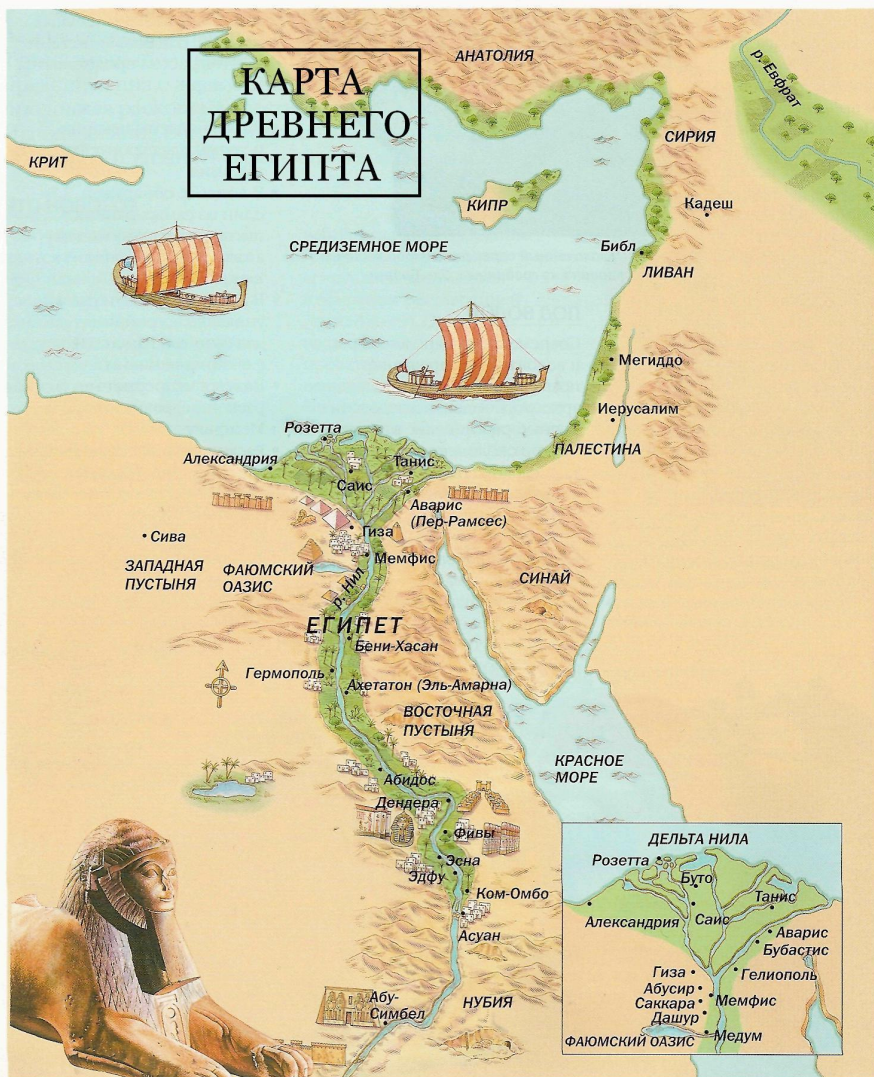 КАРТА
ДРЕВНЕГО
ЕГИПТА
АНАТОЛИЯ
р. Евфрат
СИРИЯ
КРИТ
КИПР
Кадеш
СРЕДИЗЕМНОЕ МОРЕ
Библ
ЛИВАН
Мегиддо
Иерусалим
ПАЛЕСТИНА
Розетта
Александрия
Танис
Саис
Аварис
(Пер-Рамсес)
Гиза
Сива
Мемфис
ЗАПАДНАЯ
ПУСТЫНЯ
ФАЮМСКИЙ
ОАЗИС
р. Нил
СИНАЙ
ЕГИПЕТ
Бени-Хасан
Гермополь
Ахетатон (Эль-Амарна)
ВОСТОЧНАЯ
ПУСТЫНЯ
КРАСНОЕ
МОРЕ
Абидос
Дендера
Фивы
Эсна
Эдфу
Ком-Омбо
Асуан
Абу-
Симбел
НУБИЯ
ДЕЛЬТА НИЛА
Розетта
Буто
Танис
Александрия
Саис
Аварис
Бубастис
Гиза
Гелиополь
Абусир
Саккара
Мемфис
Дашур
ФАЮМСКИЙ ОАЗИС
Медум